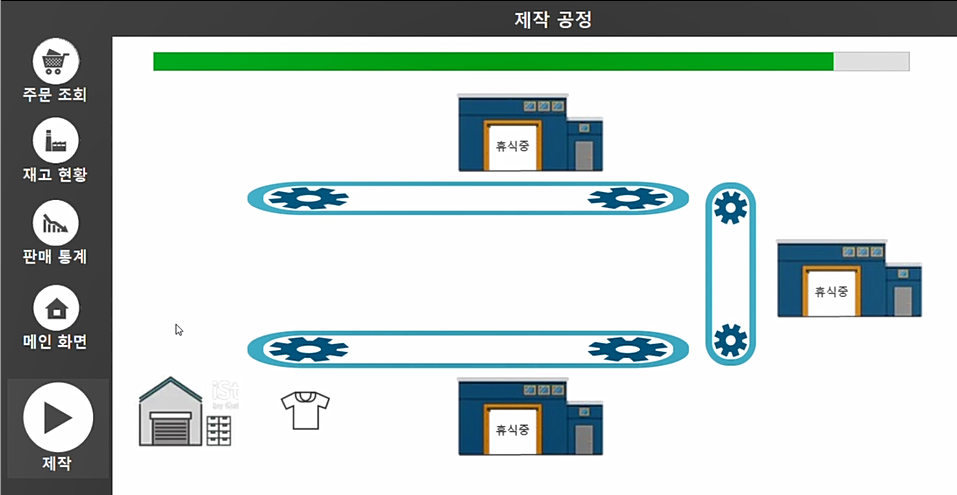 제작 공정
주문 조회
재고 현황
판매 통계
메인 화면
제작
휴식중
휴식중
휴식중
iSt